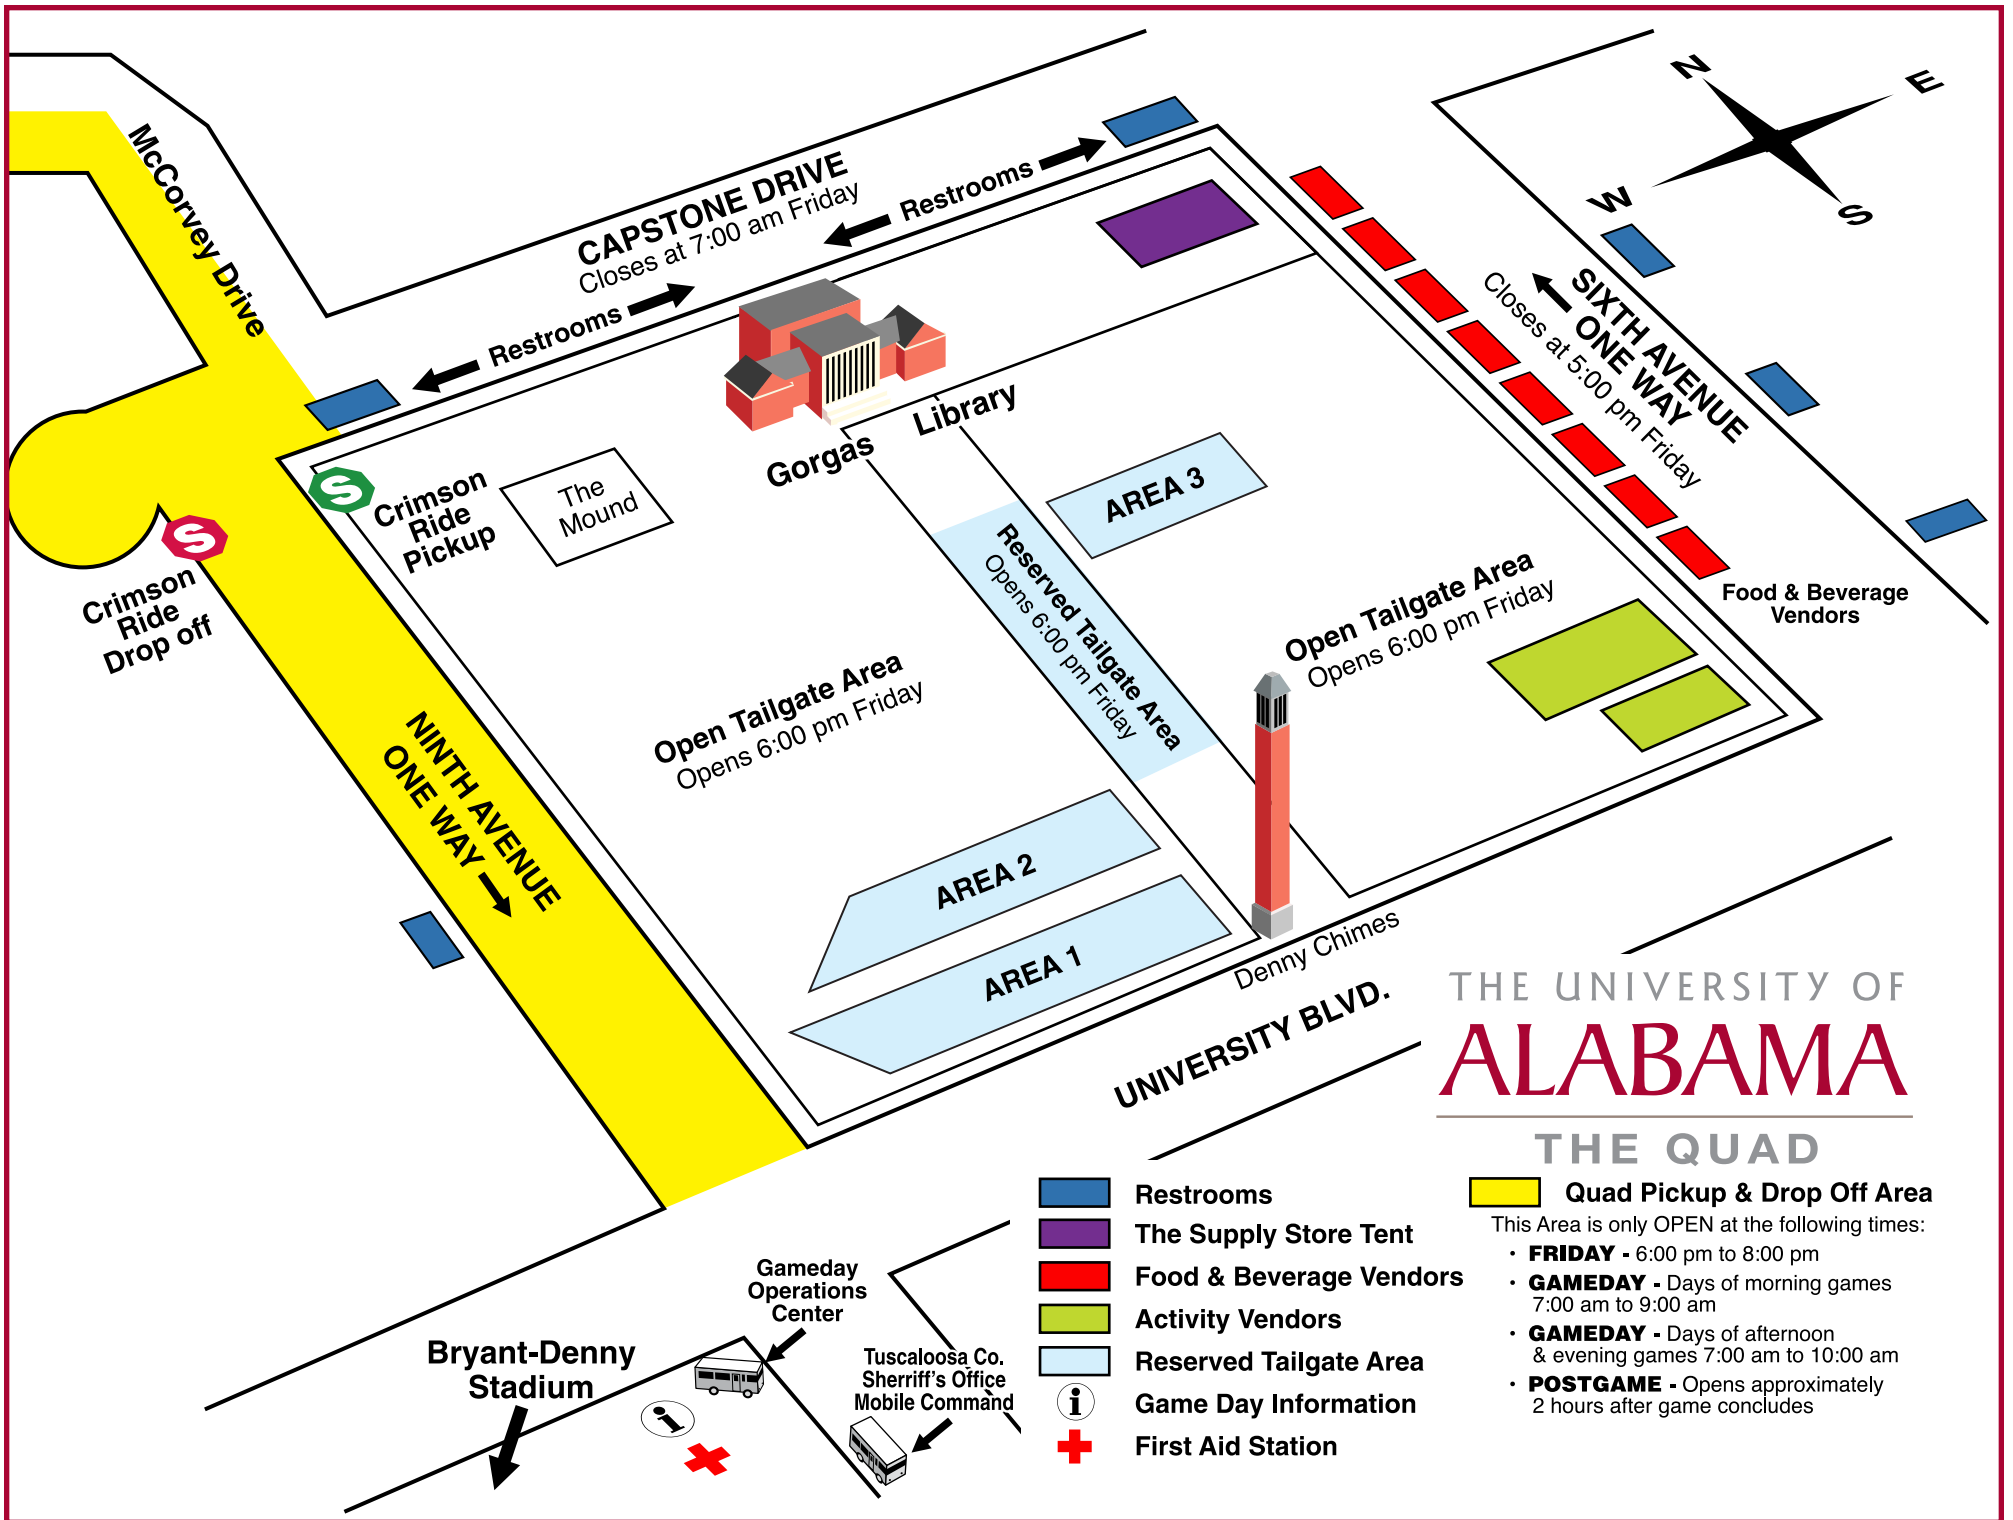 N
E
W
S
McCorvey Drive
CAPSTONE DRIVE
Closes at 7:00 am Friday
Restrooms
Restrooms
SIXTH AVENUE
ONE WAY
Closes at 5:00 pm Friday
Gorgas
Library
The
Mound
S
Crimson
Ride
Pickup
S
Crimson
Ride
Drop off
AREA 3
Reserved Tailgate Area
Opens 6:00 pm Friday
Open Tailgate Area
Opens 6:00 pm Friday
Food & Beverage
Vendors
Open Tailgate Area
Opens 6:00 pm Friday
NINTH AVENUE
ONE WAY
AREA 2
AREA 1
Denny Chimes
UNIVERSITY BLVD.
THE UNIVERSITY OF
ALABAMA
THE QUAD
Restrooms
The Supply Store Tent
Food & Beverage Vendors
Activity Vendors
Reserved Tailgate Area
i
Game Day Information
First Aid Station
Quad Pickup & Drop Off Area
This Area is only OPEN at the following times:
• FRIDAY - 6:00 pm to 8:00 pm
• GAMEDAY - Days of morning games
7:00 am to 9:00 am
• GAMEDAY - Days of afternoon
& evening games 7:00 am to 10:00 am
• POSTGAME - Opens approximately
2 hours after game concludes
Gameday
Operations
Center
Bryant-Denny
Stadium
i
Tuscaloosa Co.
Sherriff's Office
Mobile Command